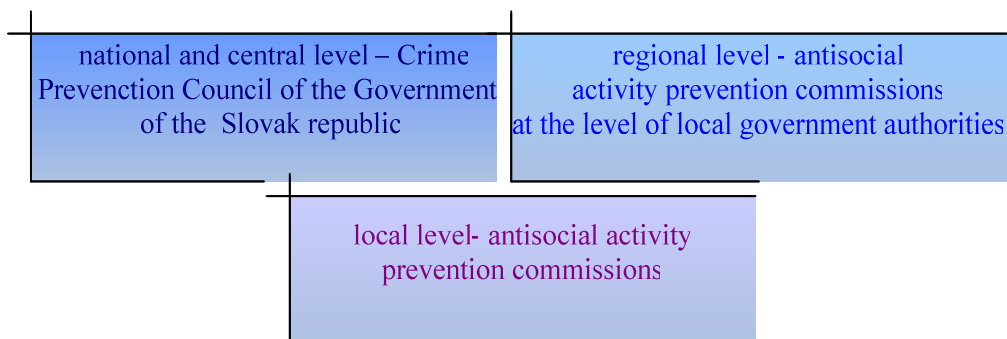 national and central level – Crime
Prevenction Council of the Government
of the Slovak republic
regional level - antisocial
activity prevention commissions
at the level of local government authorities
local level- antisocial activity
prevention commissions